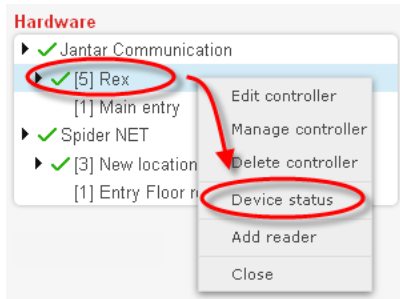 Hardware
Jantar Communication
[5] Rex
[1] Main entry
Spider NET
[3] New location
[1] Entry Floor
Edit controller
Manage controller
Delete controller
Device status
Add reader
Close